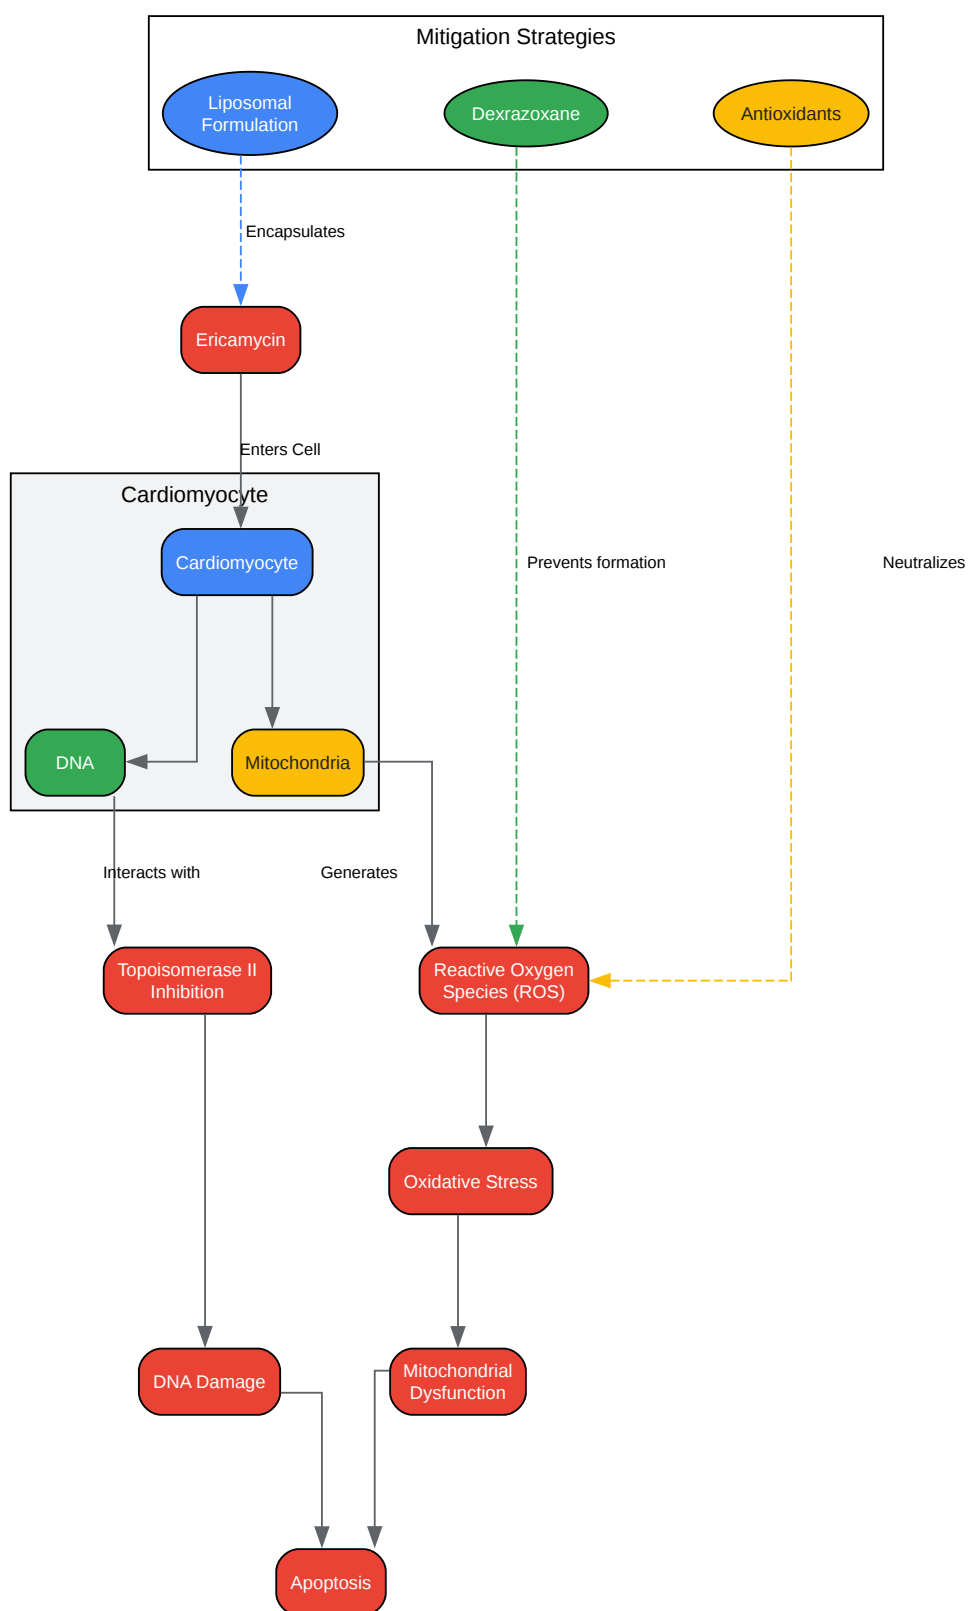 Mitigation Strategies
Liposomal
Formulation
Dexrazoxane
Antioxidants
Encapsulates
Ericamycin
Enters Cell
Cardiomyocyte
Cardiomyocyte
Prevents formation
Neutralizes
DNA
Mitochondria
Interacts with
Generates
Topoisomerase II
Inhibition
Reactive Oxygen
Species (ROS)
Oxidative Stress
DNA Damage
Mitochondrial
Dysfunction
Apoptosis